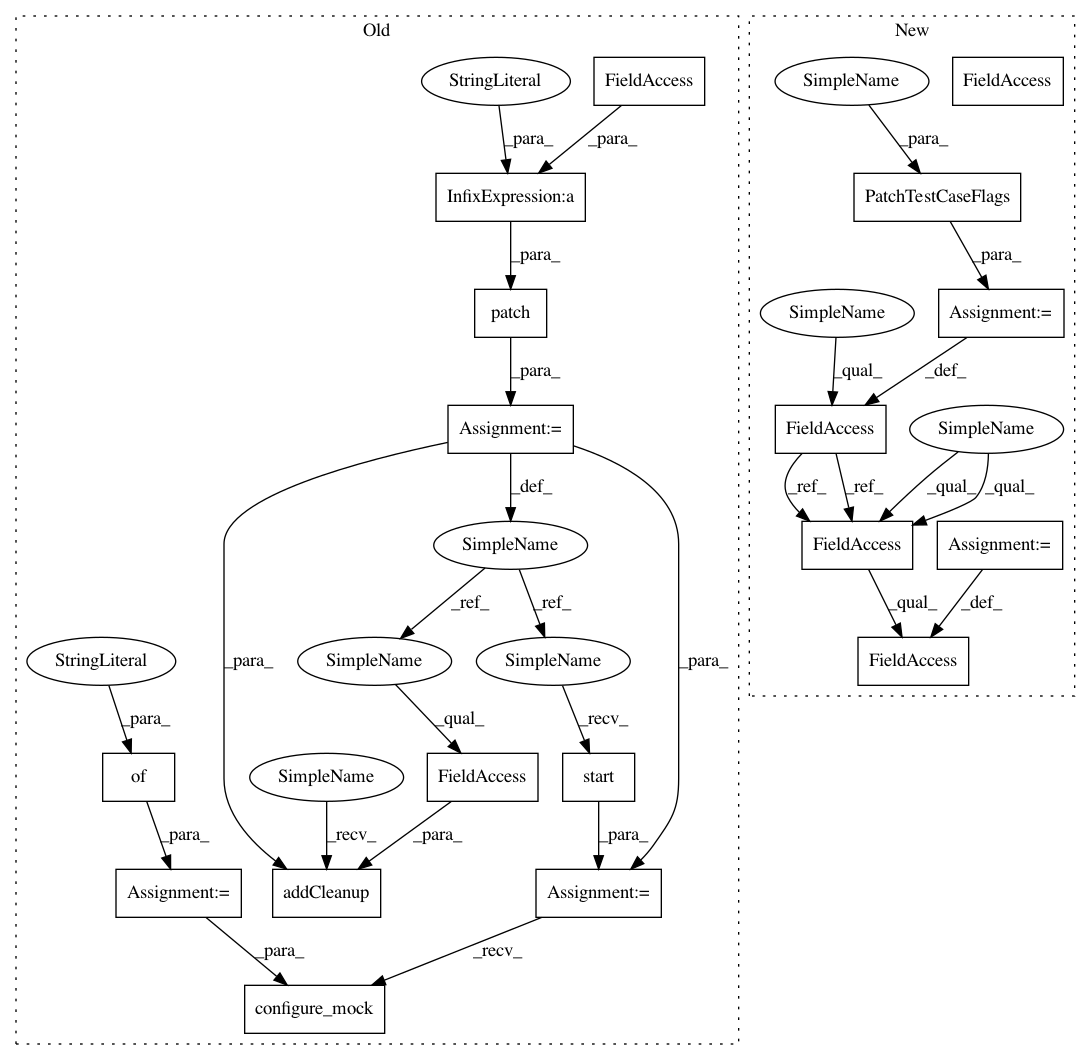 Old
New
StringLiteral
FieldAccess
SimpleName
FieldAccess
_para_
_para_
_para_
InfixExpression:a
PatchTestCaseFlags
_para_
_para_
patch
SimpleName
Assignment:=
_para_
_qual_
_def_
Assignment:=
FieldAccess
SimpleName
_def_
_ref_
_ref_
_qual_
_qual_
SimpleName
FieldAccess
Assignment:=
_ref_
_ref_
_qual_
_def_
StringLiteral
_para_
SimpleName
SimpleName
_para_
FieldAccess
_para_
_qual_
_recv_
of
SimpleName
FieldAccess
start
_para_
_recv_
_para_
_para_
Assignment:=
addCleanup
Assignment:=
_para_
_recv_
configure_mock